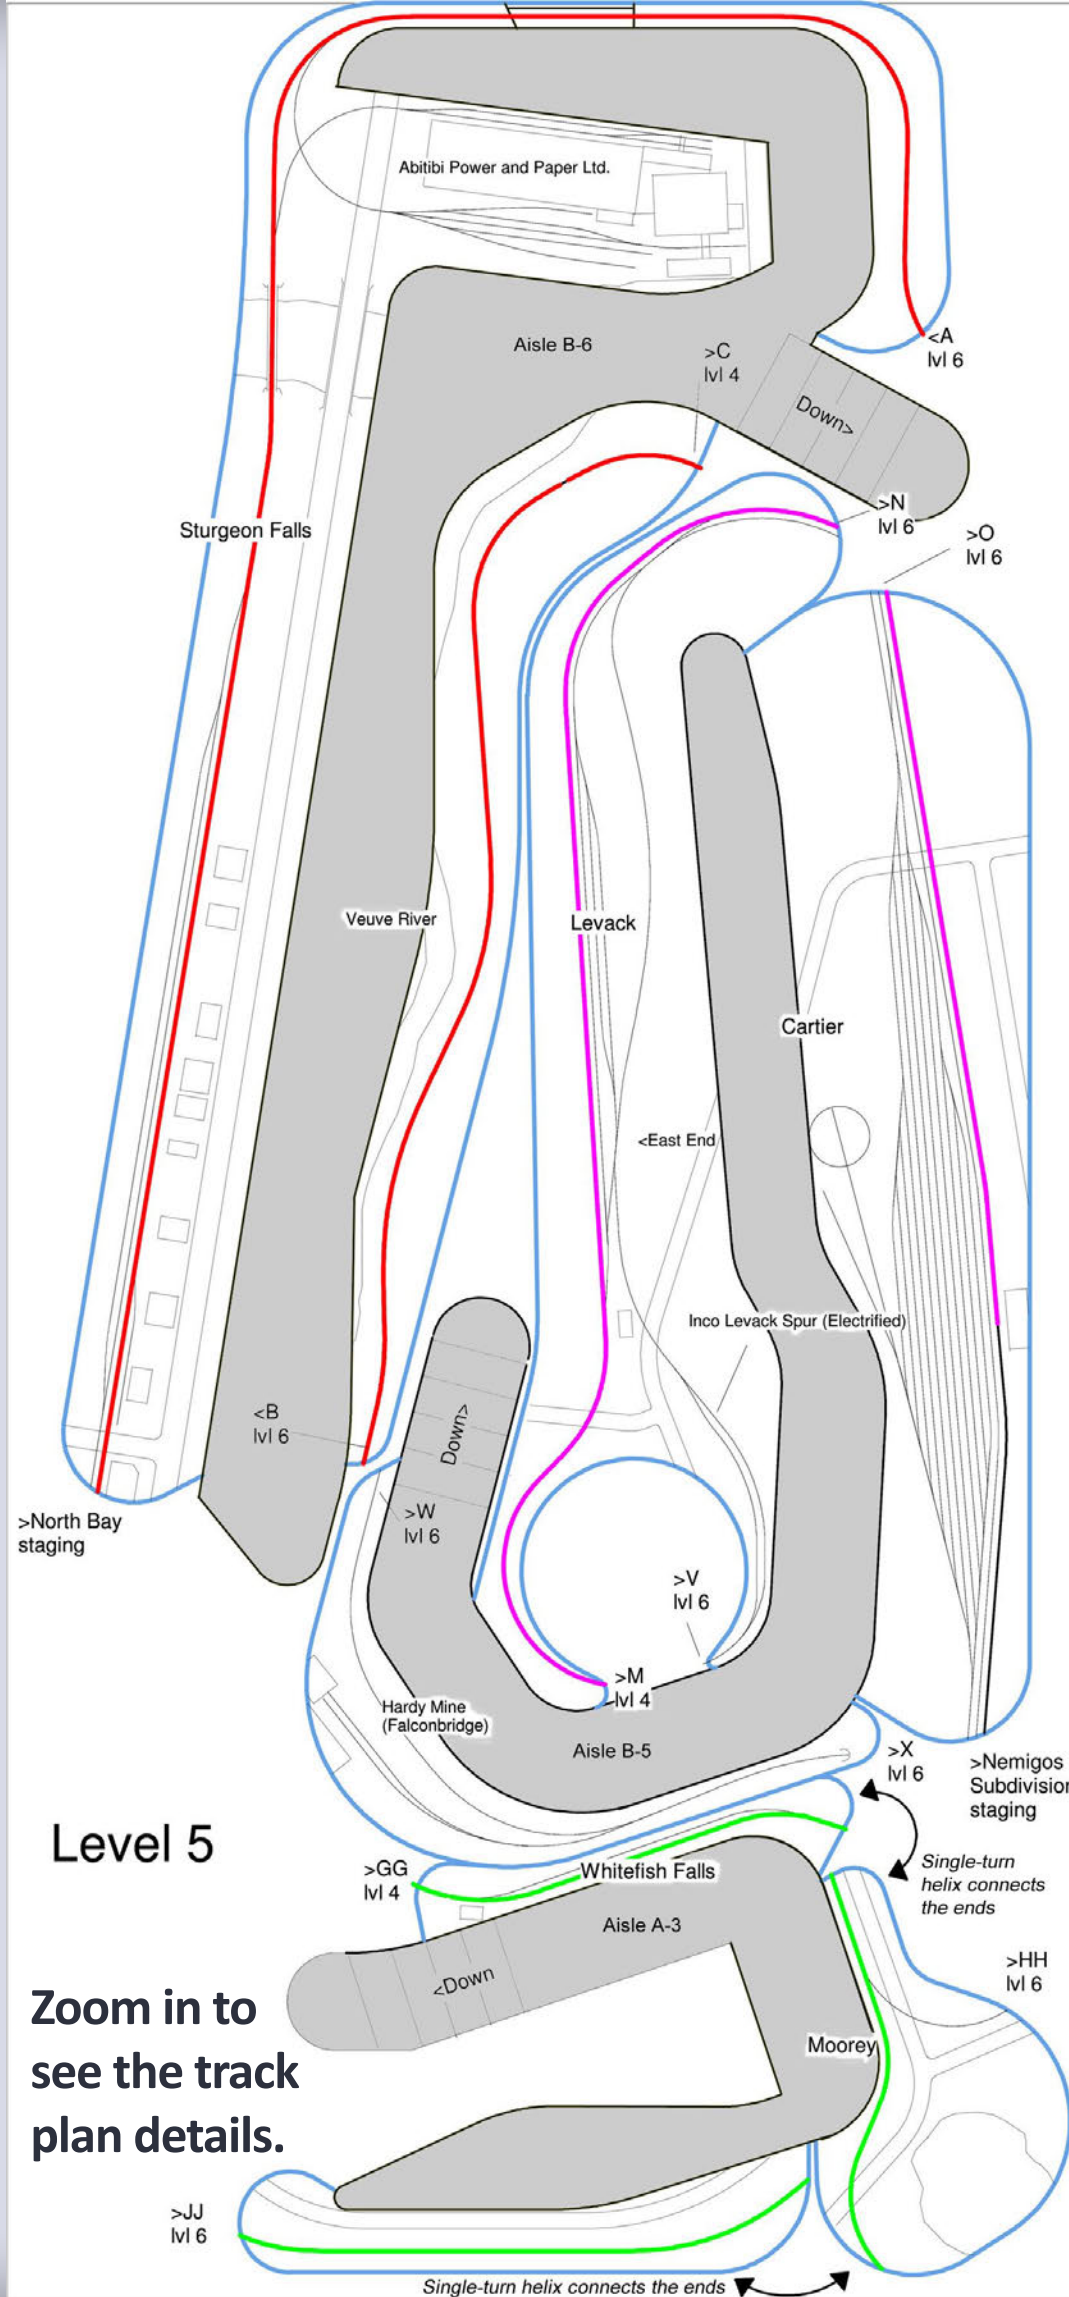 Abitibi Power and Paper Ltd.
Aisle B-6
>C
lvl 4
<A
lvl 6
Down>
>N
lvl 6
>O
lvl 6
Sturgeon Falls
Veuve River
Levack
Cartier
<East End
Inco Levack Spur (Electrified)
<B
lvl 6
Down>
>W
lvl 6
>North Bay
staging
>V
lvl 6
>M
lvl 4
Hardy Mine
(Falconbridge)
Aisle B-5
>X
lvl 6
>Nemigos
Subdivision
staging
Level 5
Single-turn
helix connects
the ends
>GG
lvl 4
Whitefish Falls
Aisle A-3
<Down
>HH
lvl 6
Zoom in to
see the track
plan details.
Moorey
>JJ
lvl 6
Single-turn helix connects the ends